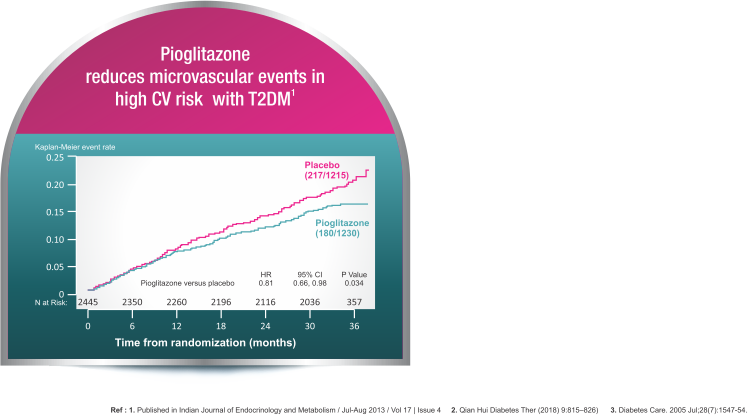 Pioglitazone
reduces microvascular events in
high CV risk with T2DM1
Kaplan-Meier event rate
0.25
0.20
0.15
0.10
0.05
0
Placebo
(217/1215)
Pioglitazone
(180/1230)
HR 95% CI P Value
Pioglitazone versus placebo 0.81 0.66, 0.98 0.034
N at Risk: 2445 2350 2260 2196 2116 2036 357
0 6 12 18 24 30 36
Time from randomization (months)
Ref : 1. Published in Indian Journal of Endocrinology and Metabolism / Jul-Aug 2013 / Vol 17 | Issue 4 2. Qian Hui Diabetes Ther (2018) 9:815–826) 3. Diabetes Care. 2005 Jul;28(7):1547-54.